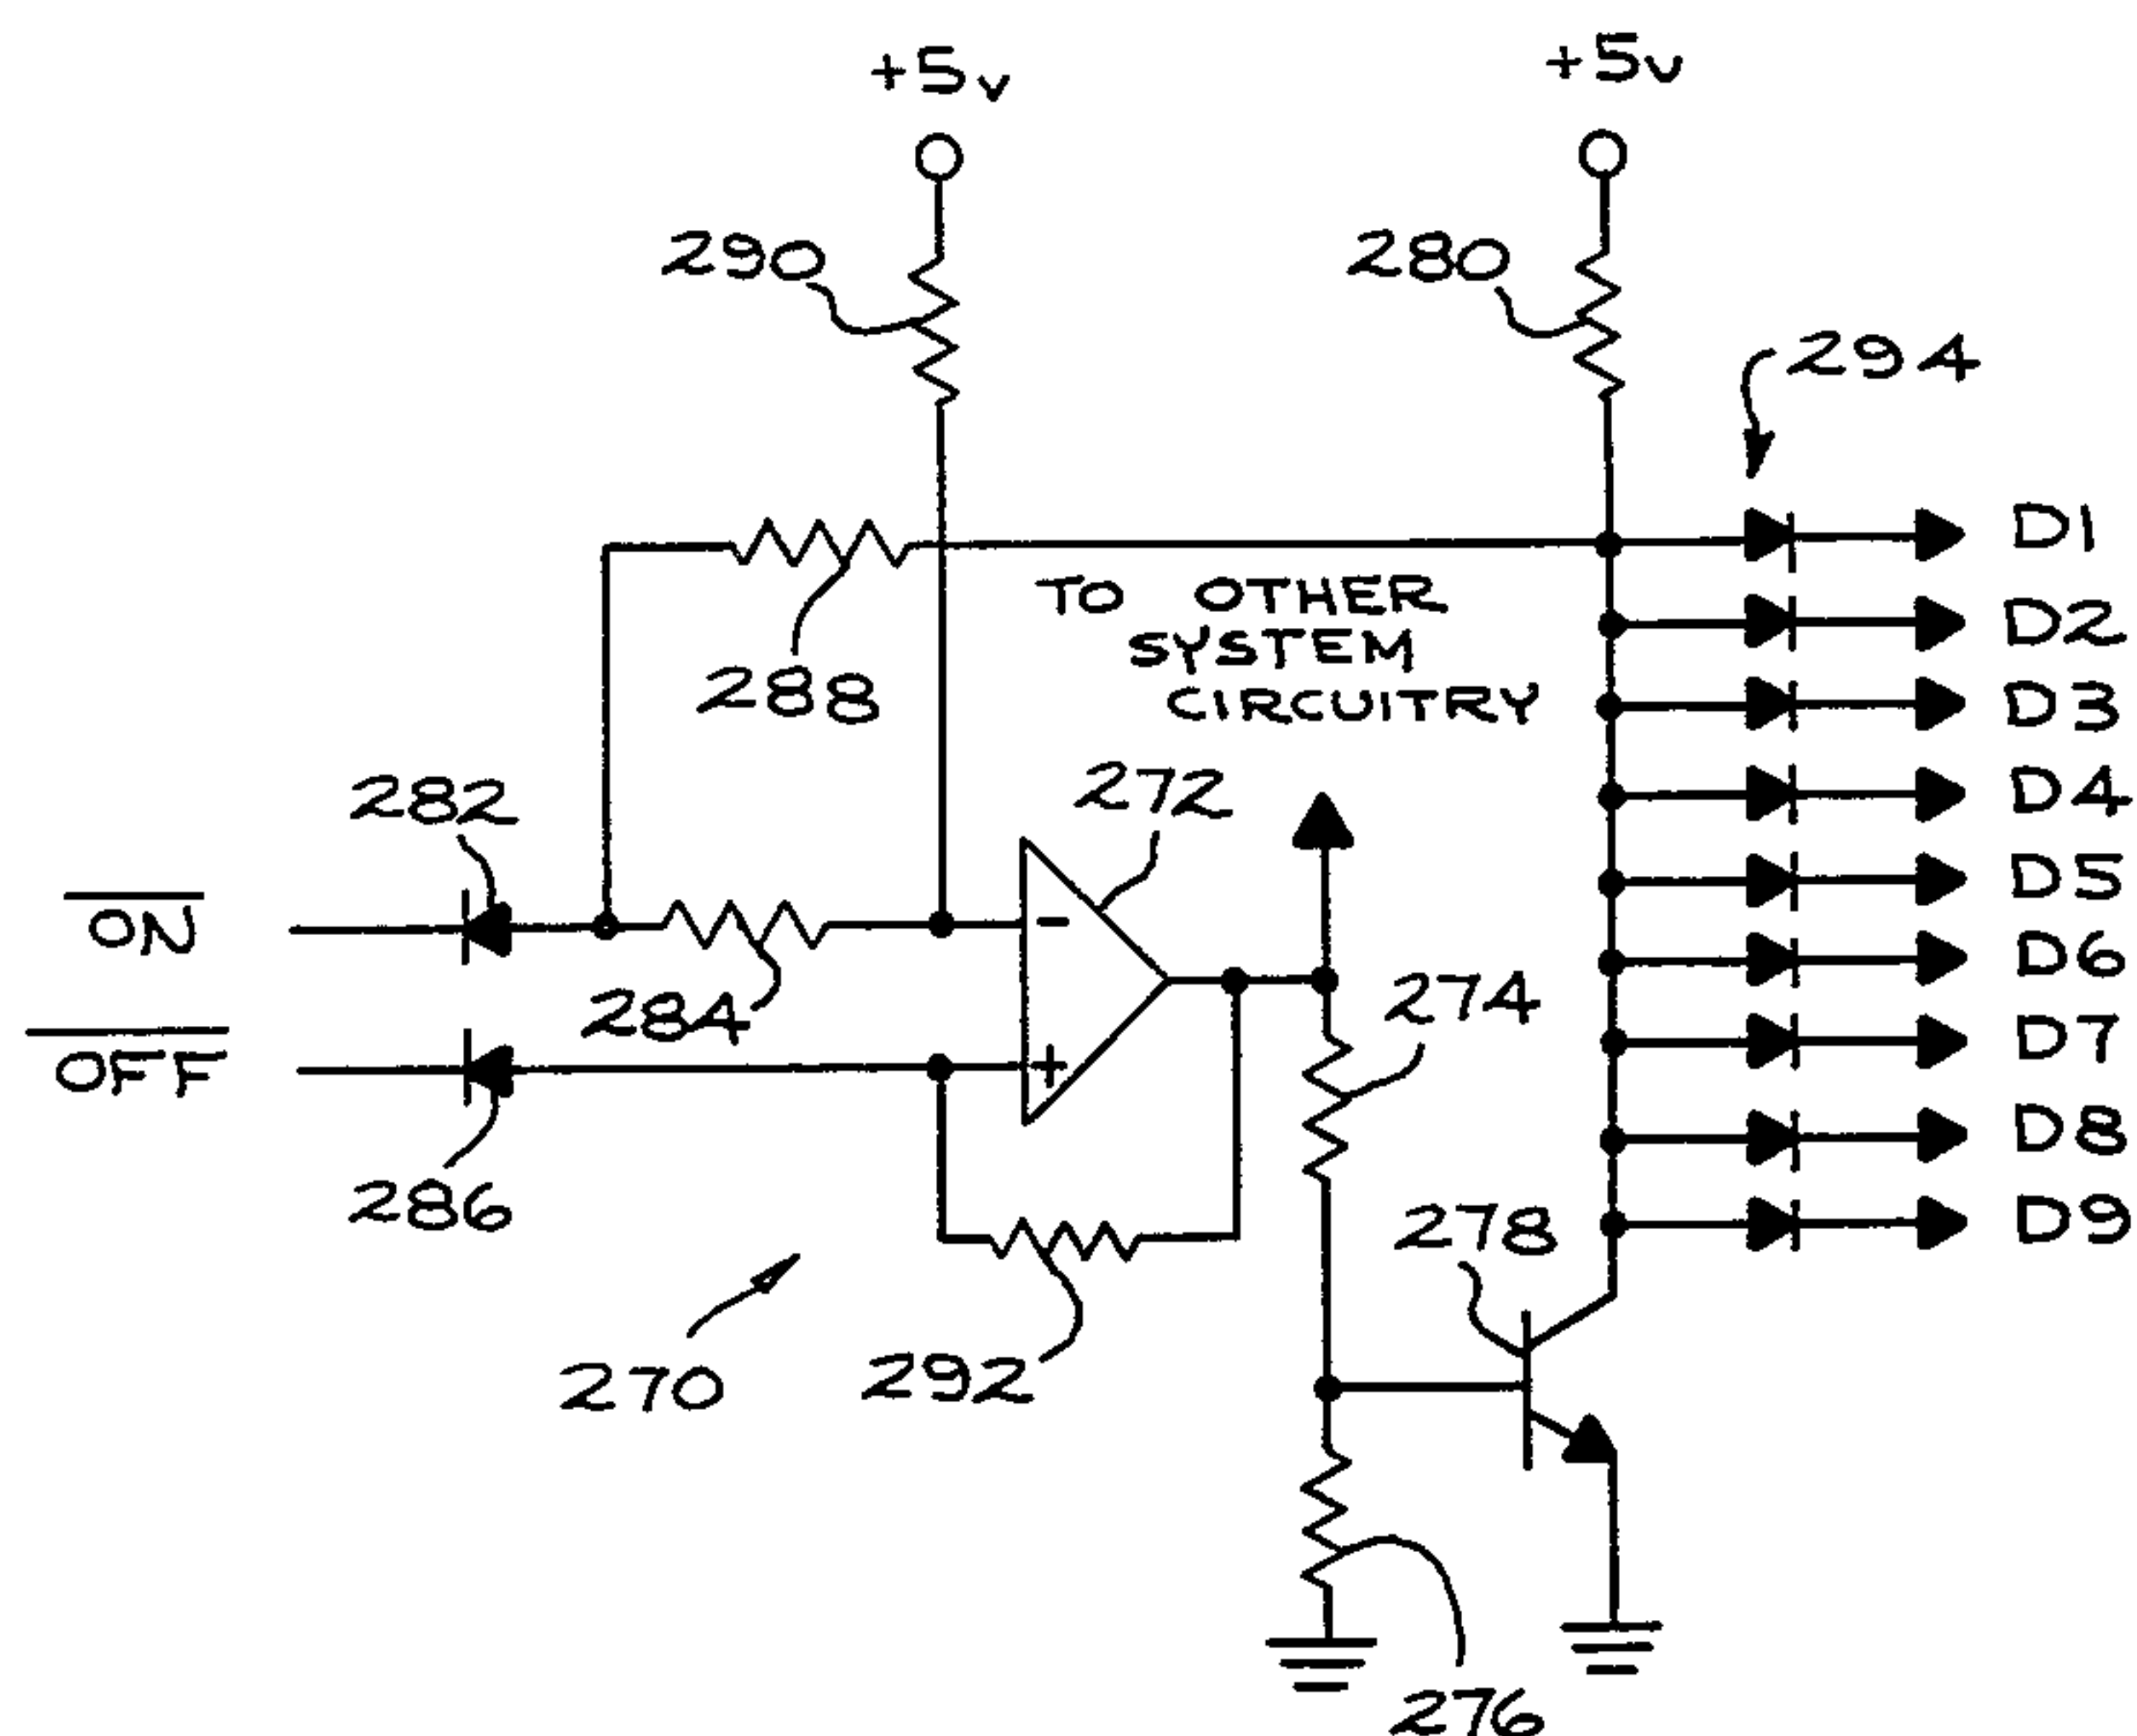 +5v
+5v
290
280
294
D1
TO OTHER
SYSTEM
CIRCUITRY
D2
288
D3
282
272
D4
D5
ON
D6
284
274
OFF
D7
D8
286
278
D9
270
292
276
-
+